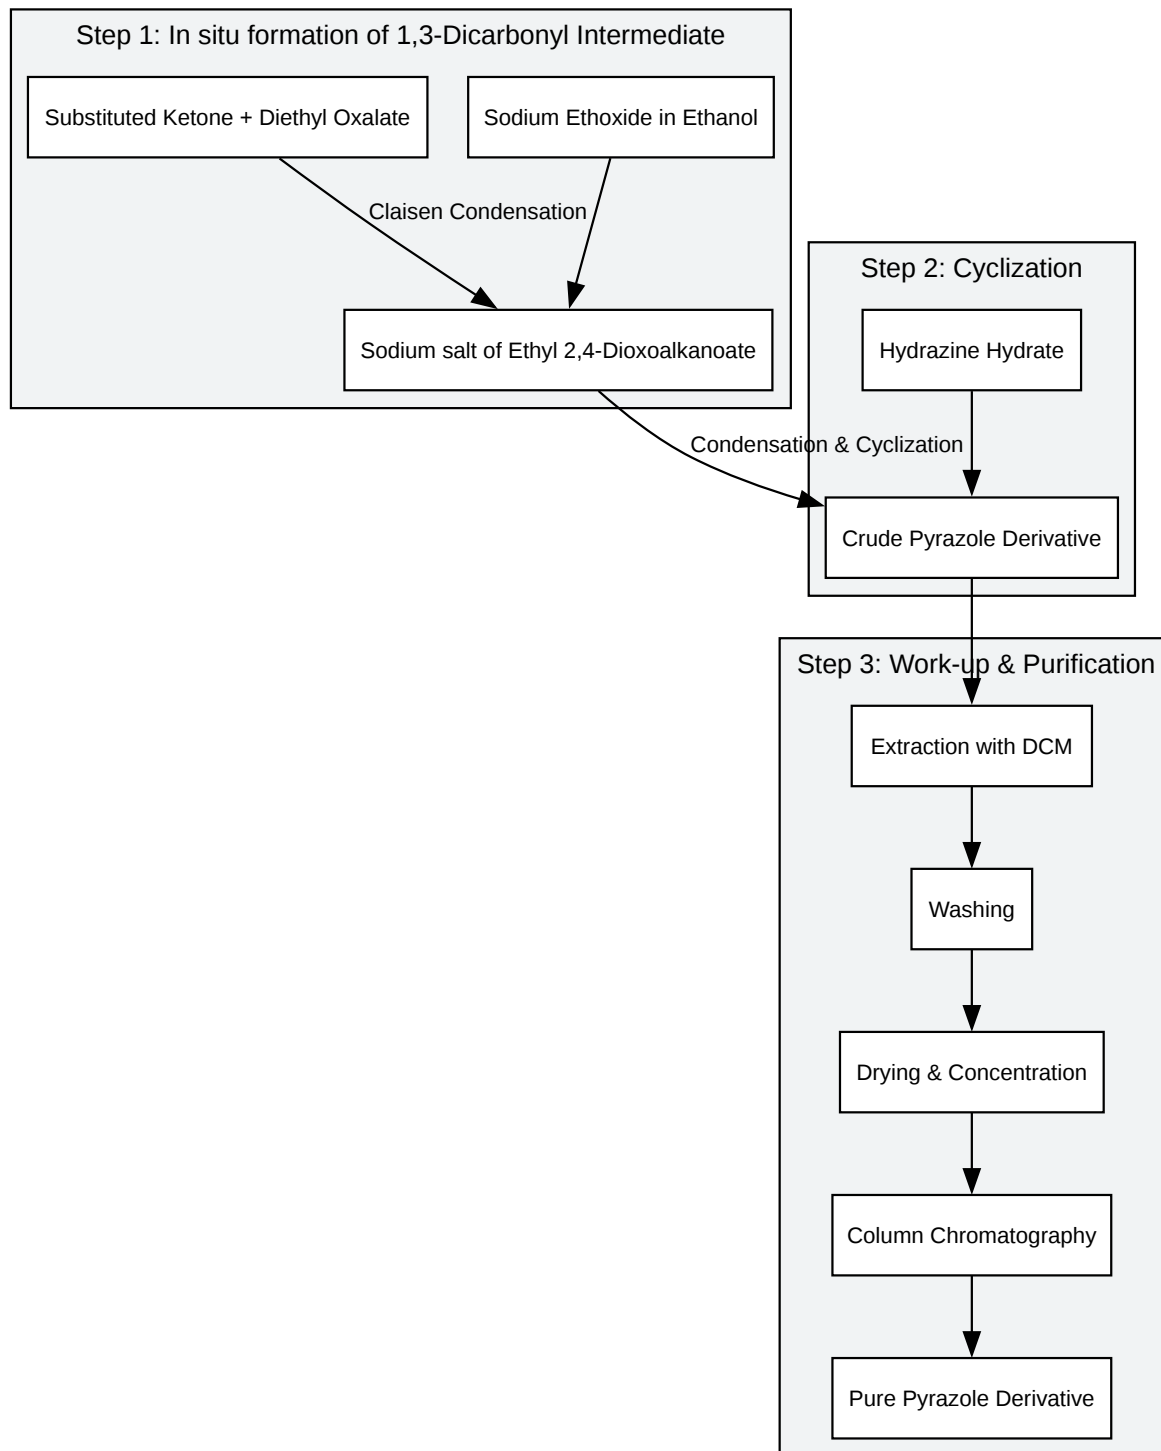 Step 1: In situ formation of 1,3-Dicarbonyl Intermediate
Substituted Ketone + Diethyl Oxalate
Sodium Ethoxide in Ethanol
Claisen Condensation
Sodium salt of Ethyl 2,4-Dioxoalkanoate
Step 2: Cyclization
Hydrazine Hydrate
Condensation & Cyclization
Crude Pyrazole Derivative
Step 3: Work-up & Purification
Extraction with DCM
Washing
Drying & Concentration
Column Chromatography
Pure Pyrazole Derivative